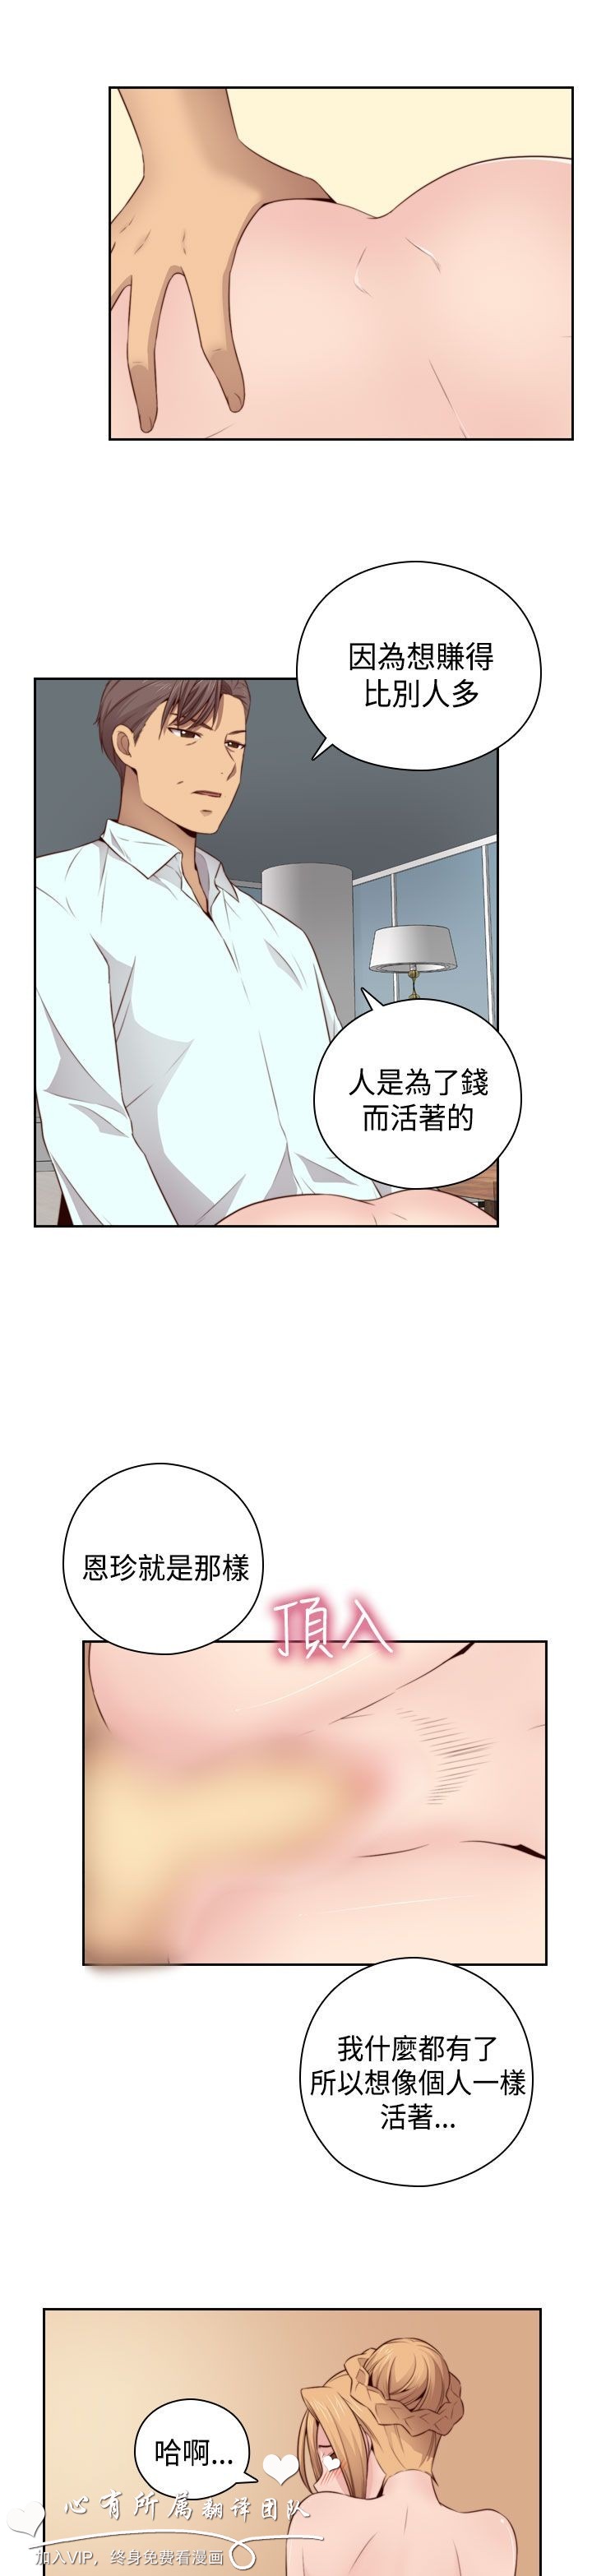 因為想賺得
比別人多
人是為了錢
而活著的
恩珍就是那樣
頂入
我什麼都有了
所以想像個人一樣
活著...
哈啊...
心有所属翻译团队
加入VIP，终身免费看漫画